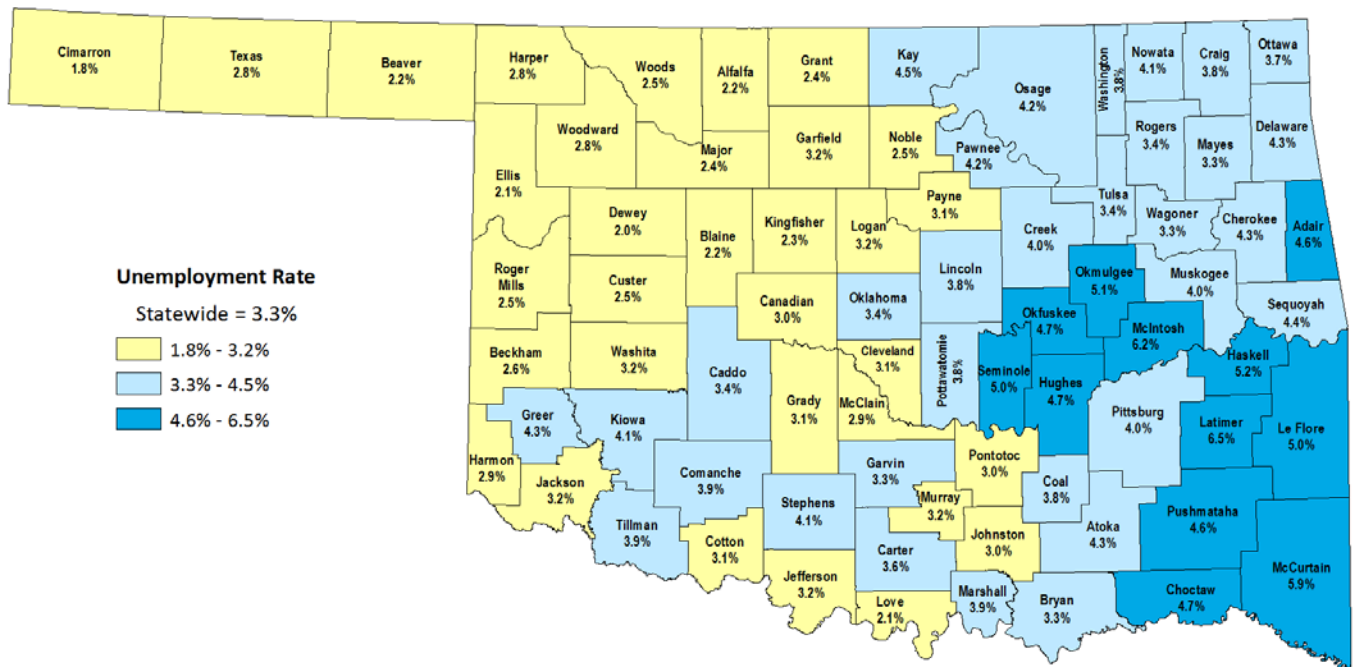 Cimarron
1.8%
Texas
2.8%
Beaver
2.2%
Harper
2.8%
Woods
2.5%
Alfalfa
2.2%
Grant
2.4%
Kay
4.5%
Osage
4.2%
Washington
3.8%
Nowata
4.1%
Craig
3.8%
Ottawa
3.7%
Woodward
2.8%
Major
2.4%
Garfield
3.2%
Noble
2.5%
Pawnee
4.2%
Rogers
3.4%
Mayes
3.3%
Delaware
4.3%
Ellis
2.1%
Dewey
2.0%
Blaine
2.2%
Kingfisher
2.3%
Logan
3.2%
Payne
3.1%
Creek
4.0%
Tulsa
3.4%
Wagoner
3.3%
Cherokee
4.3%
Adair
4.6%
Roger
Mills
2.5%
Custer
2.5%
Canadian
3.0%
Oklahoma
3.4%
Lincoln
3.8%
Okmulgee
5.1%
Muskogee
4.0%
Sequoyah
4.4%
Unemployment Rate
Statewide = 3.3%
1.8% - 3.2%
3.3% - 4.5%
4.6% - 6.5%
Beckham
2.6%
Washita
3.2%
Caddo
3.4%
Grady
3.1%
Cleveland
3.1%
McClain
2.9%
Pottawatomie
3.8%
Seminole
5.0%
Okfuskee
4.7%
Hughes
4.7%
McIntosh
6.2%
Haskell
5.2%
Pittsburg
4.0%
Latimer
6.5%
Le Flore
5.0%
Greer
4.3%
Kiowa
4.1%
Harmon
2.9%
Jackson
3.2%
Comanche
3.9%
Stephens
4.1%
Garvin
3.3%
Pontotoc
3.0%
Coal
3.8%
Murray
3.2%
Tillman
3.9%
Cotton
3.1%
Carter
3.6%
Johnston
3.0%
Atoka
4.3%
Pushmataha
4.6%
Jefferson
3.2%
Love
2.1%
Marshall
3.9%
Bryan
3.3%
Choctaw
4.7%
McCurtain
5.9%